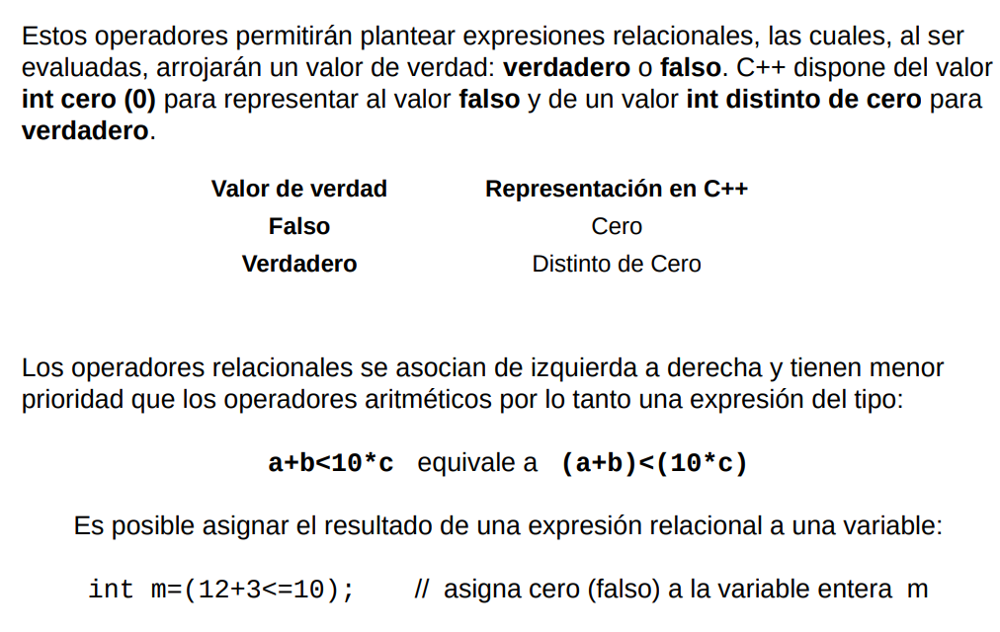 Estos operadores permitirán plantear expresiones relacionales, las cuales, al ser
evaluadas, arrojarán un valor de verdad: verdadero o falso. C++ dispone del valor
int cero (0) para representar al valor falso y de un valor int distinto de cero para
verdadero.
Valor de verdad Representación en C++
Falso Cero
Verdadero Distinto de Cero
Los operadores relacionales se asocian de izquierda a derecha y tienen menor
prioridad que los operadores aritméticos por lo tanto una expresión del tipo:
a+b<10*c equivale a (a+b)<(10*c)
Es posible asignar el resultado de una expresión relacional a una variable:
int m=(12+3<=10); // asigna cero (falso) a la variable entera m